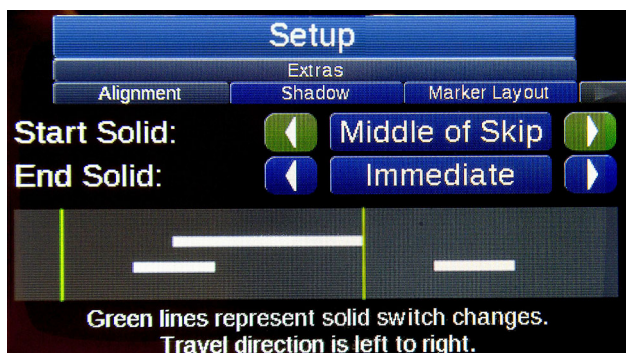 Setup
Extras
Alignment Shadow Marker Layout
Start Solid: Middle of Skip
End Solid: Immediate
Green lines represent solid switch changes.
Travel direction is left to right.